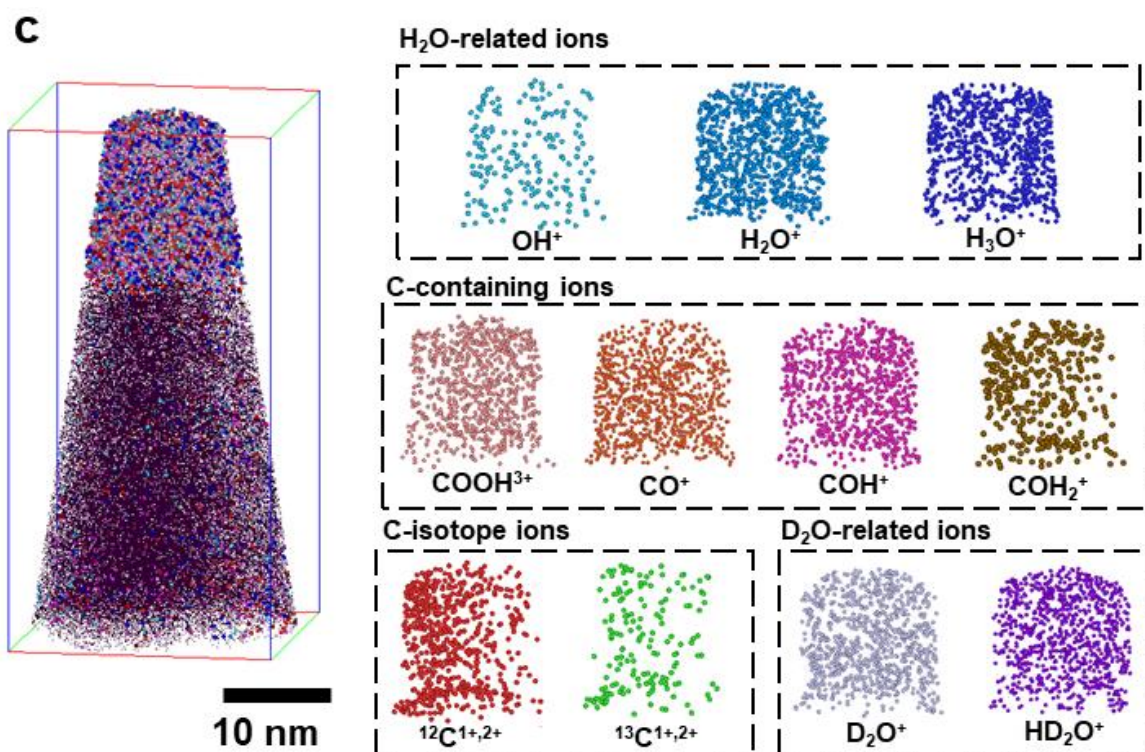 C
H₂O-related ions
OH⁺ H₂O⁺ H₃O⁺
C-containing ions
COOH³⁺ CO⁺ COH⁺ COH₂⁺
C-isotope ions D₂O-related ions
¹²C¹⁺,²⁺ ¹³C¹⁺,²⁺ D₂O⁺ HD₂O⁺
10 nm